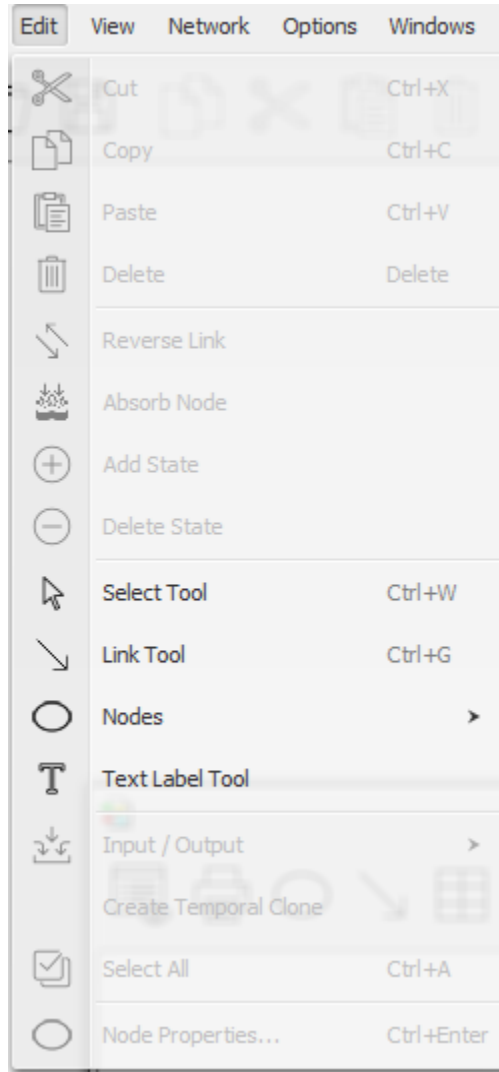 Edit View Network Options Windows
Cut Ctrl+X
Copy Ctrl+C
Paste Ctrl+V
Delete Delete
Reverse Link
Absorb Node
Add State
Delete State
Select Tool Ctrl+W
Link Tool Ctrl+G
Nodes
Text Label Tool
Input / Output
Create Temporal Clone
Select All Ctrl+A
Node Properties... Ctrl+Enter